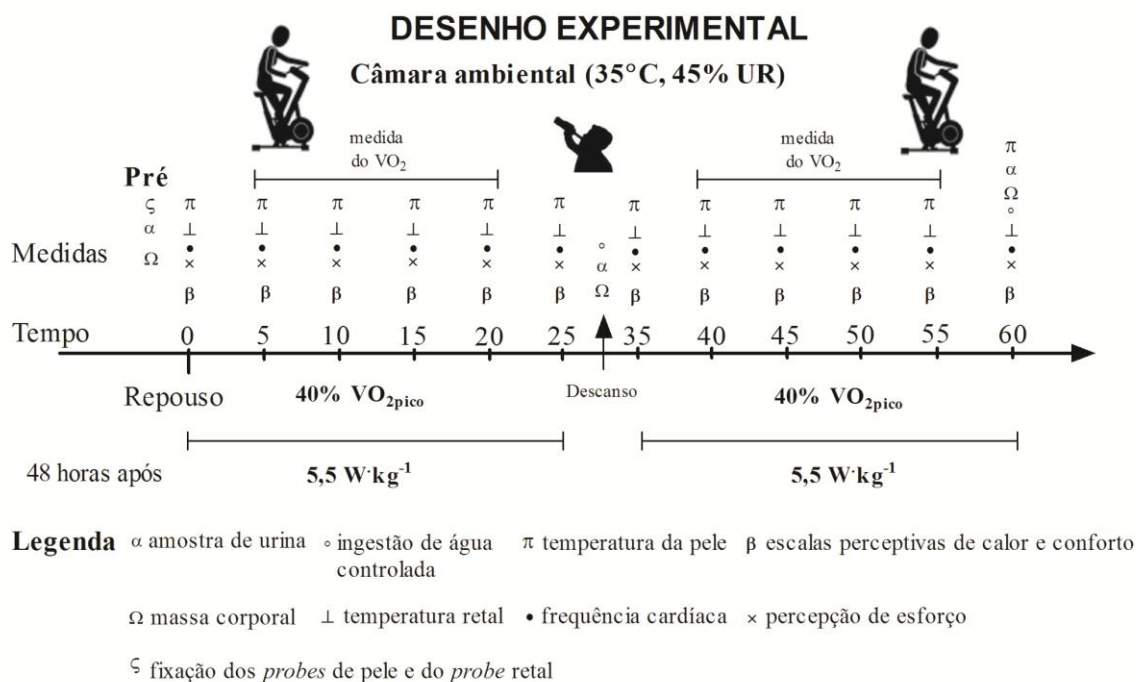 DESENHO EXPERIMENTAL
Câmara ambiental (35°C, 45% UR)
medida
do VO₂
medida
do VO₂
Pré
π
α
Ω
∘
⊥
•
×
β
ς π π π π π π π π π π π
α ⊥ ⊥ ⊥ ⊥ ⊥ ⊥ ⊥ ⊥ ⊥ ⊥ ⊥
Medidas Ω • • • • • • ∘ • • • • •
× × × × × × α × × × × ×
β β β β β β Ω β β β β β
Tempo 0 5 10 15 20 25 35 40 45 50 55 60
Repouso 40% VO₂pico Descanso 40% VO₂pico
48 horas após 5,5 W·kg⁻¹ 5,5 W·kg⁻¹
Legenda α amostra de urina ∘ ingestão de água π temperatura da pele β escalas perceptivas de calor e conforto
controlada
Ω massa corporal ⊥ temperatura retal • frequência cardíaca × percepção de esforço
ς fixação dos probes de pele e do probe retal